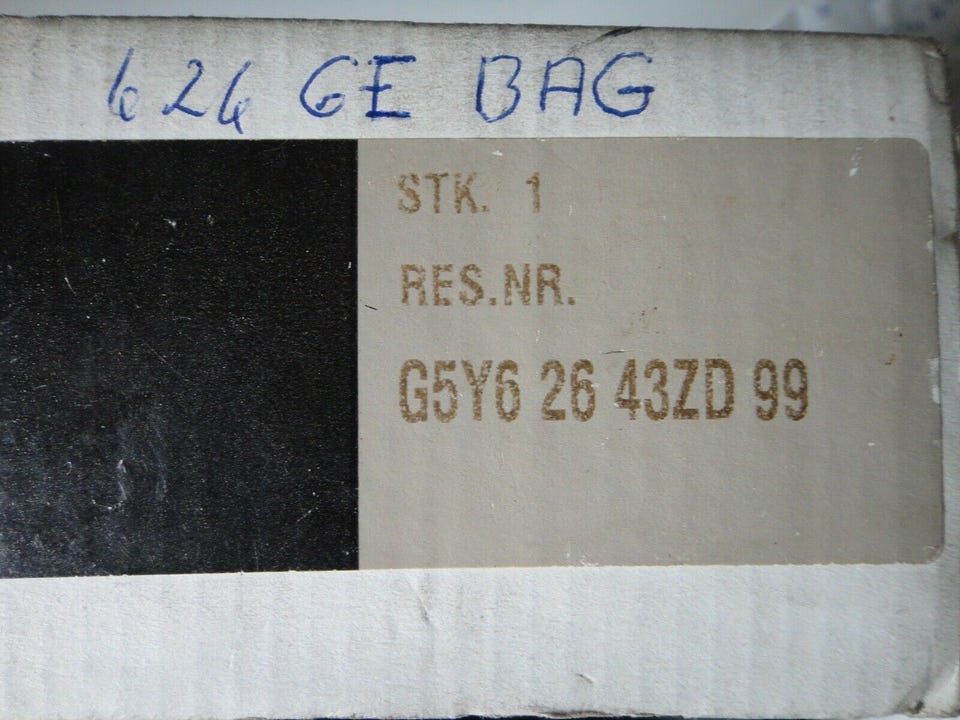 626 GE BAG
STK. 1
RES.NR.
G5Y6 26 43ZD 99